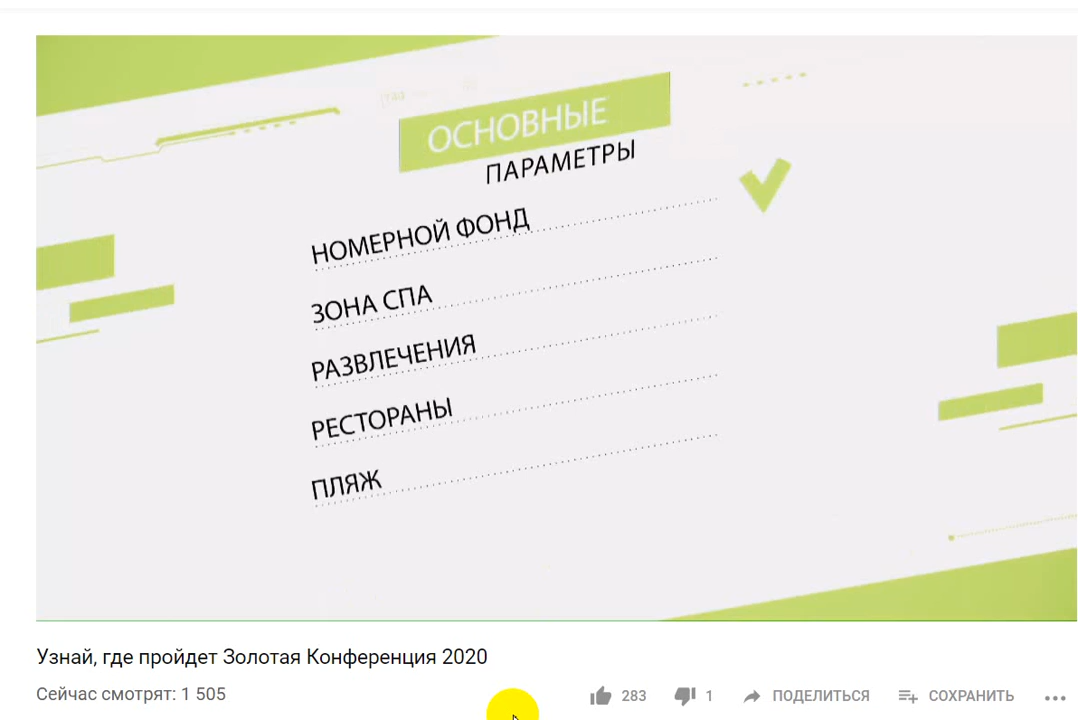 ОСНОВНЫЕ
ПАРАМЕТРЫ
НОМЕРНОЙ ФОНД
ЗОНА СПА
РАЗВЛЕЧЕНИЯ
РЕСТОРАНЫ
ПЛЯЖ
Узнай, где пройдет Золотая Конференция 2020
Сейчас смотрят: 1 505
283
1
ПОДЕЛИТЬСЯ
СОХРАНИТЬ